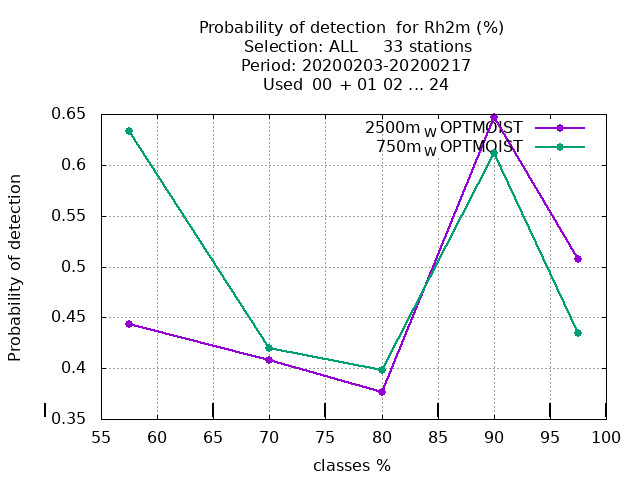 Probability of detection  for Rh2m (%)
Selection: ALL     33 stations
Period: 20200203-20200217
Used  00  + 01 02 ... 24
2500m W OPTMOIST
750m W OPTMOIST
Probability of detection
0.65
0.6
0.55
0.5
0.45
0.4
0.35
55 60 65 70 75 80 85 90 95 100
classes %